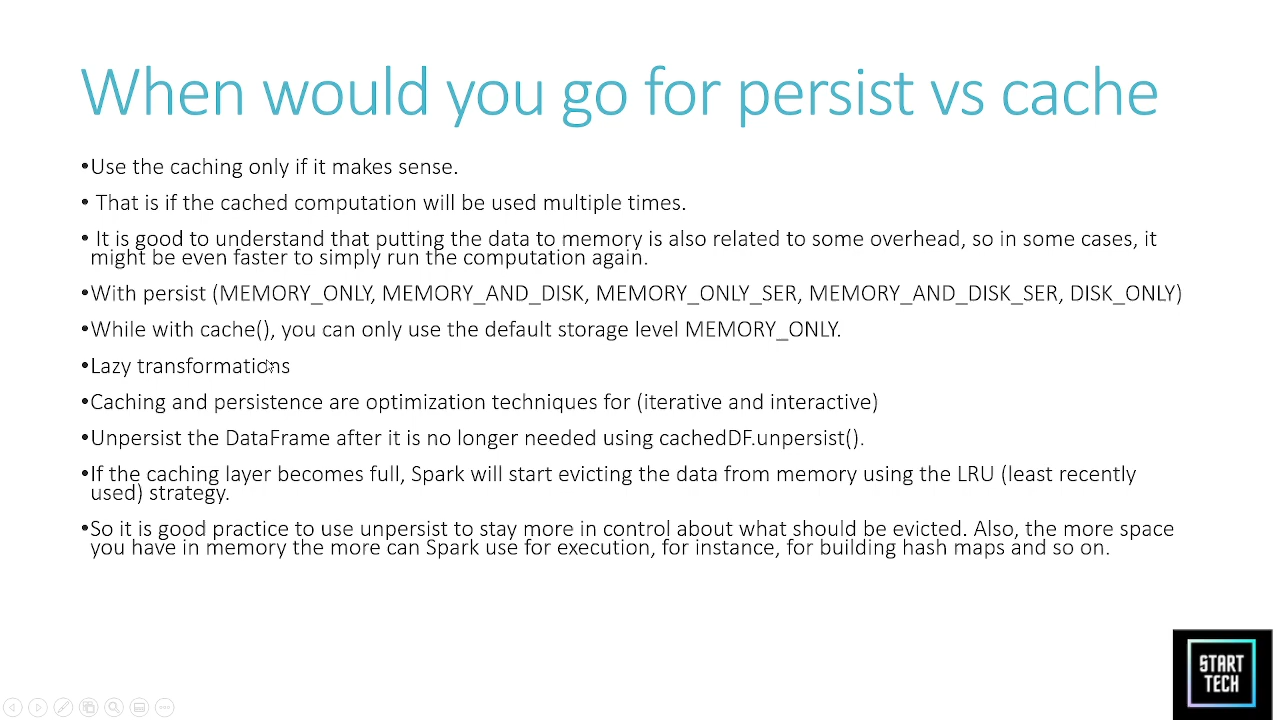 When would you go for persist vs cache
•Use the caching only if it makes sense.
• That is if the cached computation will be used multiple times.
• It is good to understand that putting the data to memory is also related to some overhead, so in some cases, it
might be even faster to simply run the computation again.
•With persist (MEMORY_ONLY, MEMORY_AND_DISK, MEMORY_ONLY_SER, MEMORY_AND_DISK_SER, DISK_ONLY)
•While with cache(), you can only use the default storage level MEMORY_ONLY.
•Lazy transformations
•Caching and persistence are optimization techniques for (iterative and interactive)
•Unpersist the DataFrame after it is no longer needed using cachedDF.unpersist().
•If the caching layer becomes full, Spark will start evicting the data from memory using the LRU (least recently
used) strategy.
•So it is good practice to use unpersist to stay more in control about what should be evicted. Also, the more space
you have in memory the more can Spark use for execution, for instance, for building hash maps and so on.
START
TECH